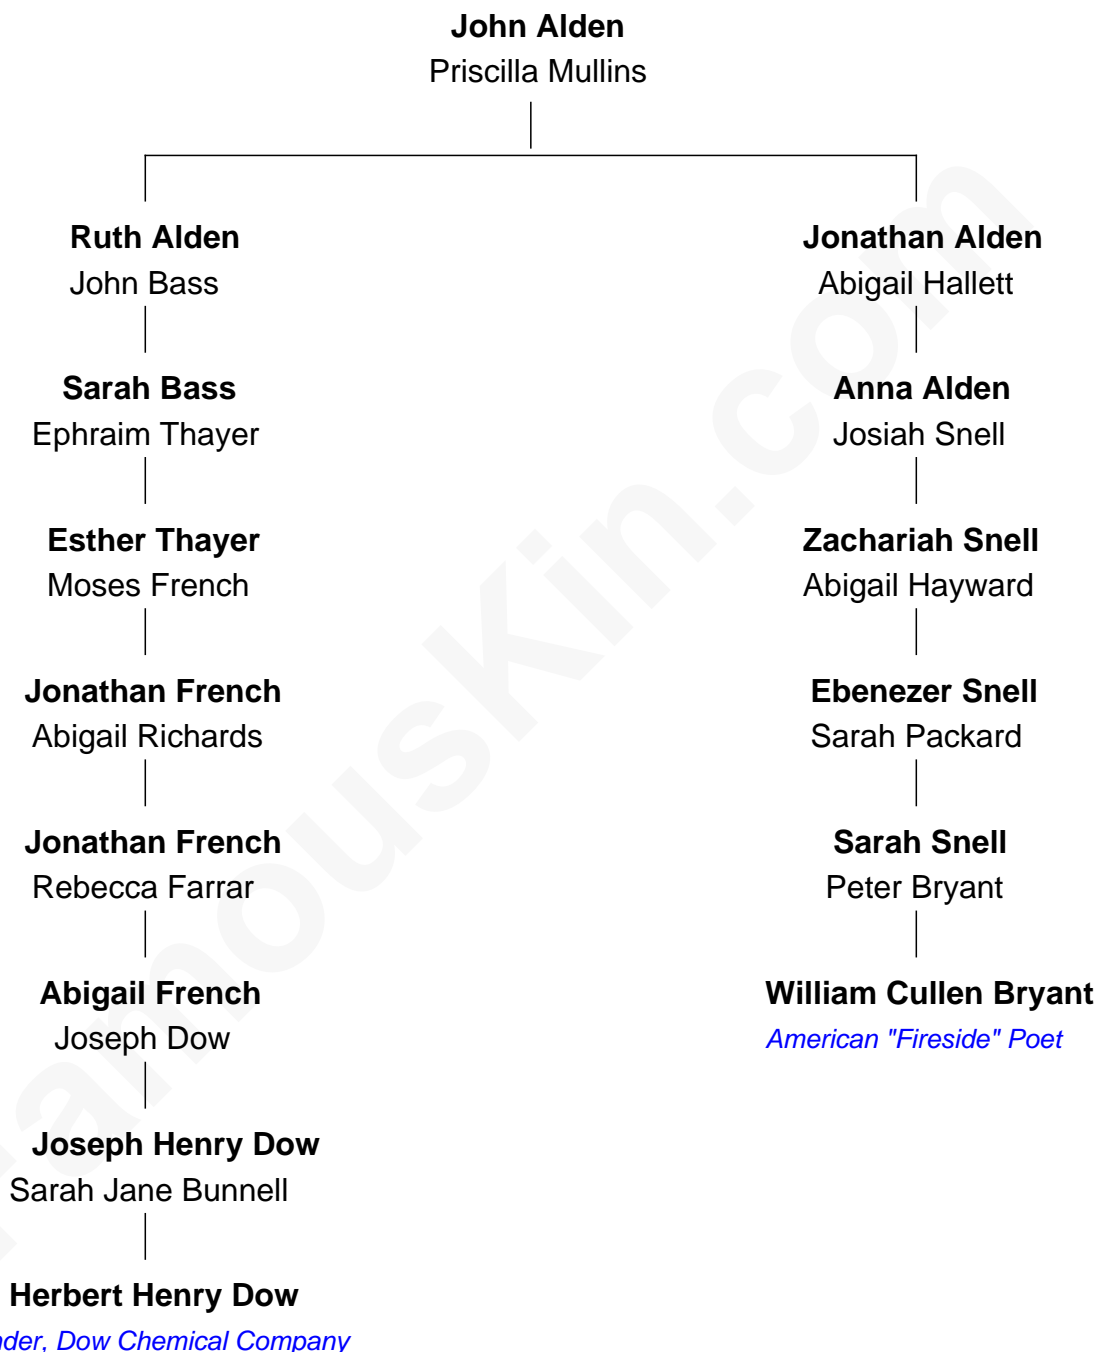 John Alden
Priscilla Mullins
Ruth Alden
John Bass
Jonathan Alden
Abigail Hallett
Sarah Bass
Ephraim Thayer
Anna Alden
Josiah Snell
Esther Thayer
Moses French
Zachariah Snell
Abigail Hayward
Jonathan French
Abigail Richards
Ebenezer Snell
Sarah Packard
Jonathan French
Rebecca Farrar
Sarah Snell
Peter Bryant
Abigail French
Joseph Dow
William Cullen Bryant
American "Fireside" Poet
Joseph Henry Dow
Sarah Jane Bunnell
Herbert Henry Dow
nder, Dow Chemical Company
FamousKin.com